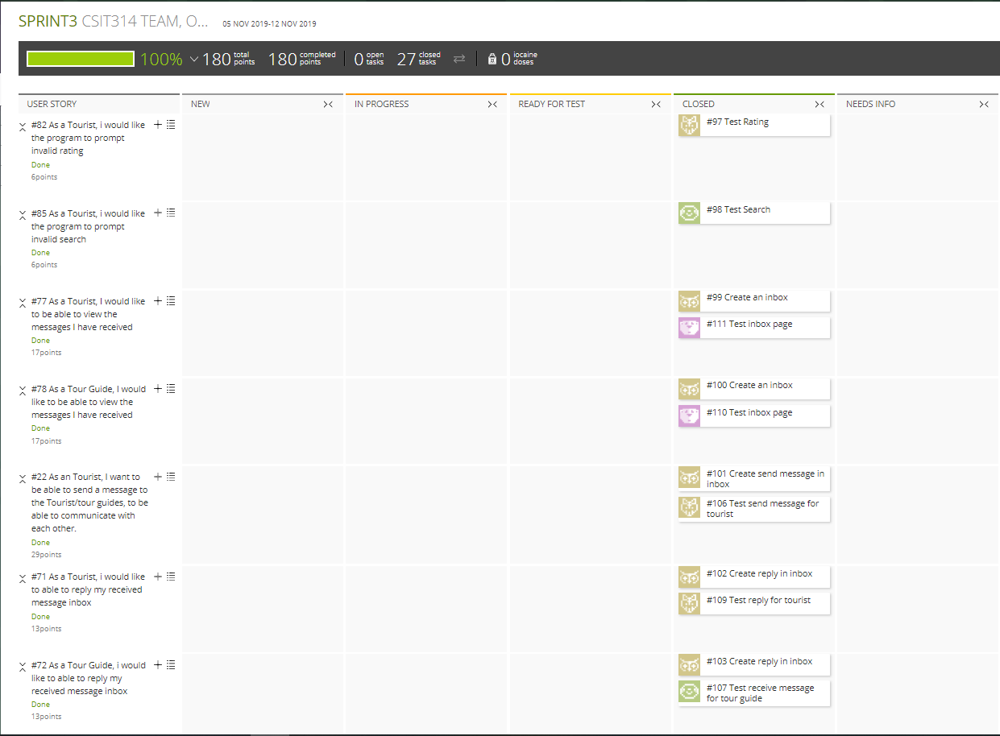 SPRINT3 CSIT314 TEAM, O... 05 NOV 2019-12 NOV 2019
100% 180 total points 180 completed points 0 open tasks 27 closed tasks 0 iocaine doses
USER STORY NEW IN PROGRESS READY FOR TEST CLOSED NEEDS INFO
#82 As a Tourist, i would like
the program to prompt
invalid rating
Done
6points
#97 Test Rating
#85 As a Tourist, i would like
the program to prompt
invalid search
Done
6points
#98 Test Search
#77 As a Tourist, I would like
to be able to view the
messages I have received
Done
17points
#99 Create an inbox
#111 Test inbox page
#78 As a Tour Guide, I would
like to be able to view the
messages I have received
Done
17points
#100 Create an inbox
#110 Test inbox page
#22 As an Tourist, I want to
be able to send a message to
the Tourist/tour guides, to be
able to communicate with
each other.
Done
29points
#101 Create send message in
inbox
#106 Test send message for
tourist
#71 As a Tourist, i would like
to able to reply my received
message inbox
Done
13points
#102 Create reply in inbox
#109 Test reply for tourist
#72 As a Tour Guide, i would
like to able to reply my
received message inbox
Done
13points
#103 Create reply in inbox
#107 Test receive message
for tour guide